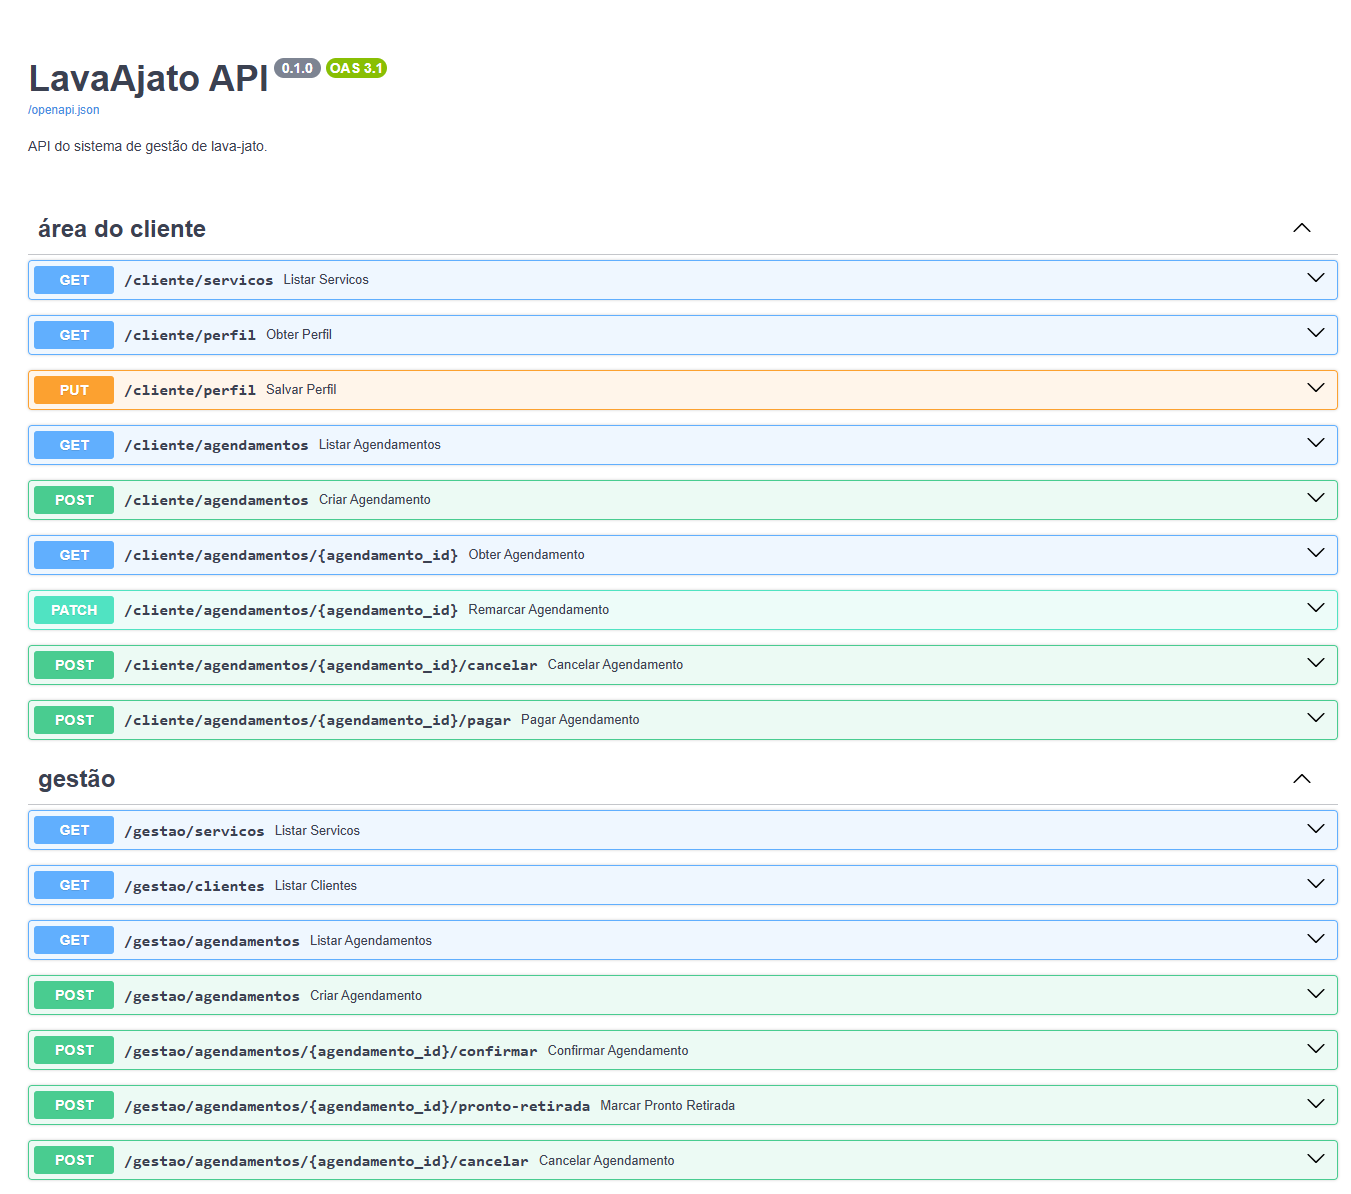 LavaAjato API 0.1.0 OAS 3.1
/openapi.json
API do sistema de gestão de lava-jato.
área do cliente
GET /cliente/servicos Listar Servicos
GET /cliente/perfil Obter Perfil
PUT /cliente/perfil Salvar Perfil
GET /cliente/agendamentos Listar Agendamentos
POST /cliente/agendamentos Criar Agendamento
GET /cliente/agendamentos/{agendamento_id} Obter Agendamento
PATCH /cliente/agendamentos/{agendamento_id} Remarcar Agendamento
POST /cliente/agendamentos/{agendamento_id}/cancelar Cancelar Agendamento
POST /cliente/agendamentos/{agendamento_id}/pagar Pagar Agendamento
gestão
GET /gestao/servicos Listar Servicos
GET /gestao/clientes Listar Clientes
GET /gestao/agendamentos Listar Agendamentos
POST /gestao/agendamentos Criar Agendamento
POST /gestao/agendamentos/{agendamento_id}/confirmar Confirmar Agendamento
POST /gestao/agendamentos/{agendamento_id}/pronto-retirada Marcar Pronto Retirada
POST /gestao/agendamentos/{agendamento_id}/cancelar Cancelar Agendamento